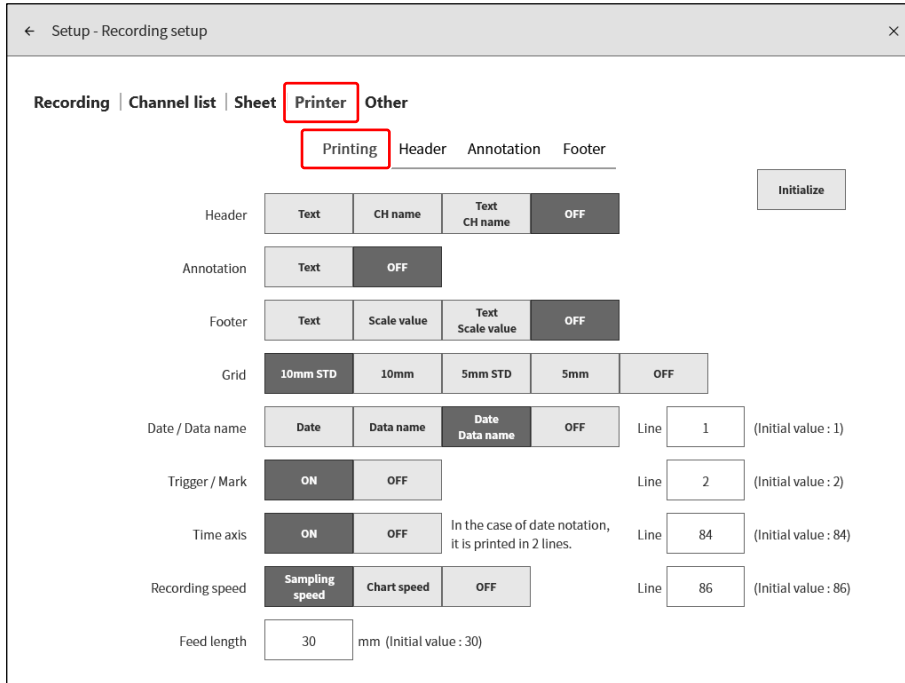 ← Setup - Recording setup ×
Recording | Channel list | Sheet Printer Other
Printing Header Annotation Footer
Initialize
Header Text CH name Text CH name OFF
Annotation Text OFF
Footer Text Scale value Text Scale value OFF
Grid 10mm STD 10mm 5mm STD 5mm OFF
Date / Data name Date Data name Date Data name OFF Line 1 (Initial value : 1)
Trigger / Mark ON OFF Line 2 (Initial value : 2)
Time axis ON OFF In the case of date notation, it is printed in 2 lines. Line 84 (Initial value : 84)
Recording speed Sampling speed Chart speed OFF Line 86 (Initial value : 86)
Feed length 30 mm (Initial value : 30)